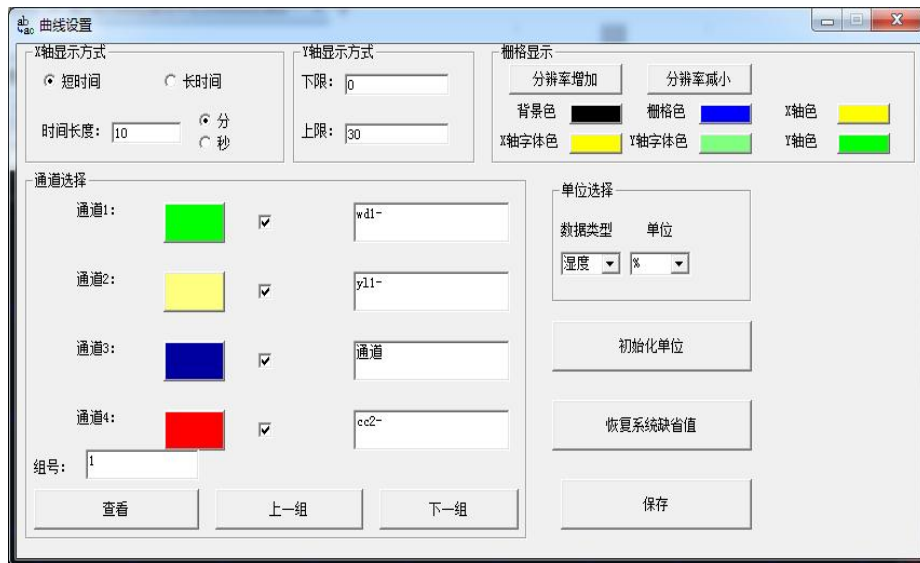 曲线设置
X轴显示方式
短时间 长时间
时间长度: 10 分
秒
Y轴显示方式
下限: 0
上限: 30
栅格显示
分辨率增加 分辨率减小
背景色 栅格色 X轴色
X轴字体色 Y轴字体色 Y轴色
通道选择
通道1: wd1-
通道2: yl1-
通道3: 通道
通道4: cc2-
组号: 1
查看 上一组 下一组
单位选择
数据类型 单位
湿度 %
初始化单位
恢复系统缺省值
保存